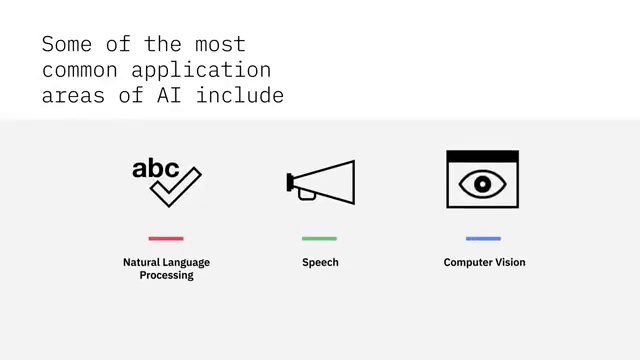 Some of the most
common application
areas of AI include
abc
Natural Language
Processing
Speech
Computer Vision